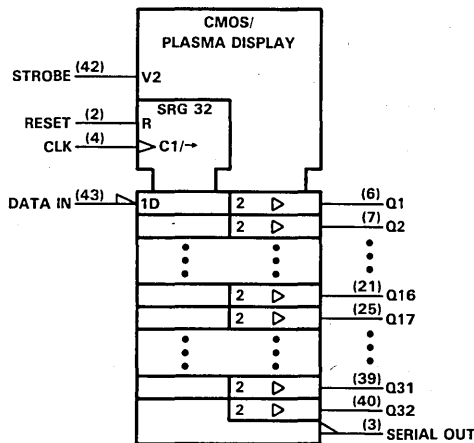 CMOS/
PLASMA DISPLAY
STROBE (42) V2
SRG 32
RESET (2) R
CLK (4) C1/→
DATA IN (43) 1D 2 ▷ (6) Q1
2 ▷ (7) Q2
2 ▷ (21) Q16
2 ▷ (25) Q17
2 ▷ (39) Q31
2 ▷ (40) Q32
(3) SERIAL OUT